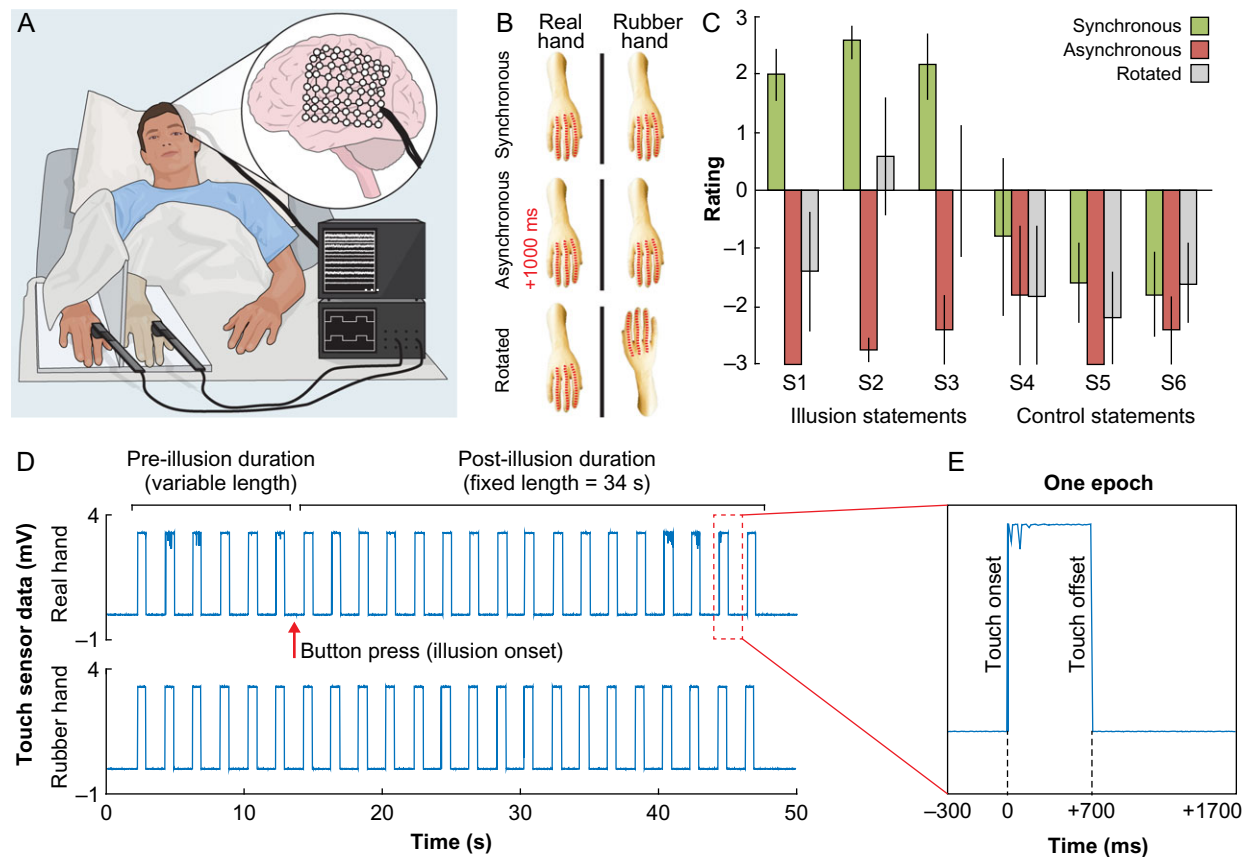 A
B
Real
hand
Rubber
hand
Synchronous
Asynchronous
+1000 ms
Rotated
C
Synchronous
Asynchronous
Rotated
Rating
3
2
1
0
–1
–2
–3
S1
S2
S3
S4
S5
S6
Illusion statements
Control statements
D
Pre-illusion duration
(variable length)
Post-illusion duration
(fixed length = 34 s)
Touch sensor data (mV)
Real hand
4
–1
Button press (illusion onset)
Rubber hand
4
–1
0
10
20
30
40
50
Time (s)
E
One epoch
Touch onset
Touch offset
–300
0
+700
+1700
Time (ms)